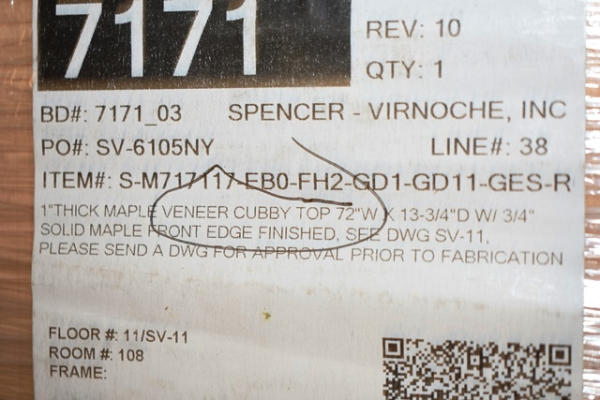 7171
REV: 10
QTY: 1
BD#: 7171_03 SPENCER - VIRNOCHE, INC
PO#: SV-6105NY LINE#: 38
ITEM#: S-M717117-EB0-FH2-GD1-GD11-GES-R
1"THICK MAPLE VENEER CUBBY TOP 72"W X 13-3/4"D W/ 3/4"
SOLID MAPLE FRONT EDGE FINISHED, SEE DWG SV-11,
PLEASE SEND A DWG FOR APPROVAL PRIOR TO FABRICATION
FLOOR #: 11/SV-11
ROOM #: 108
FRAME: